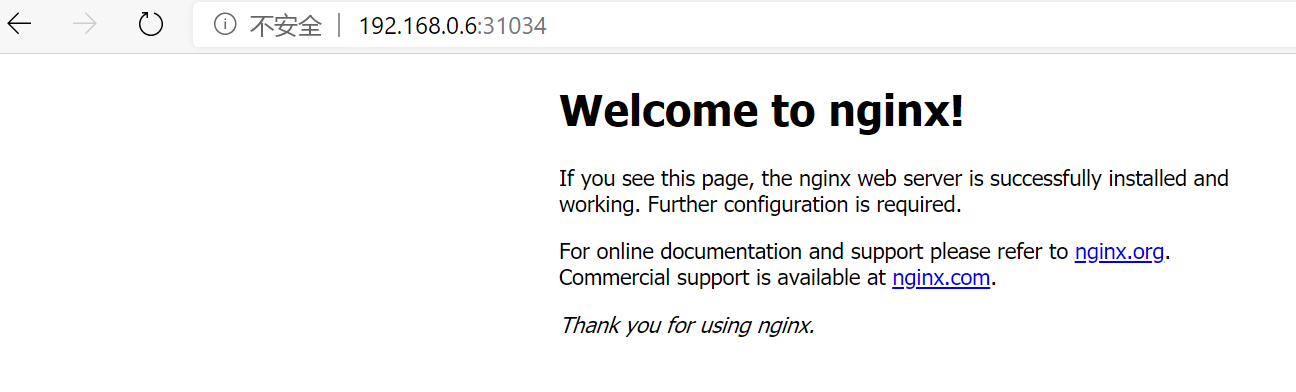 不安全 | 192.168.0.6:31034
Welcome to nginx!
If you see this page, the nginx web server is successfully installed and
working. Further configuration is required.
For online documentation and support please refer to nginx.org.
Commercial support is available at nginx.com.
Thank you for using nginx.